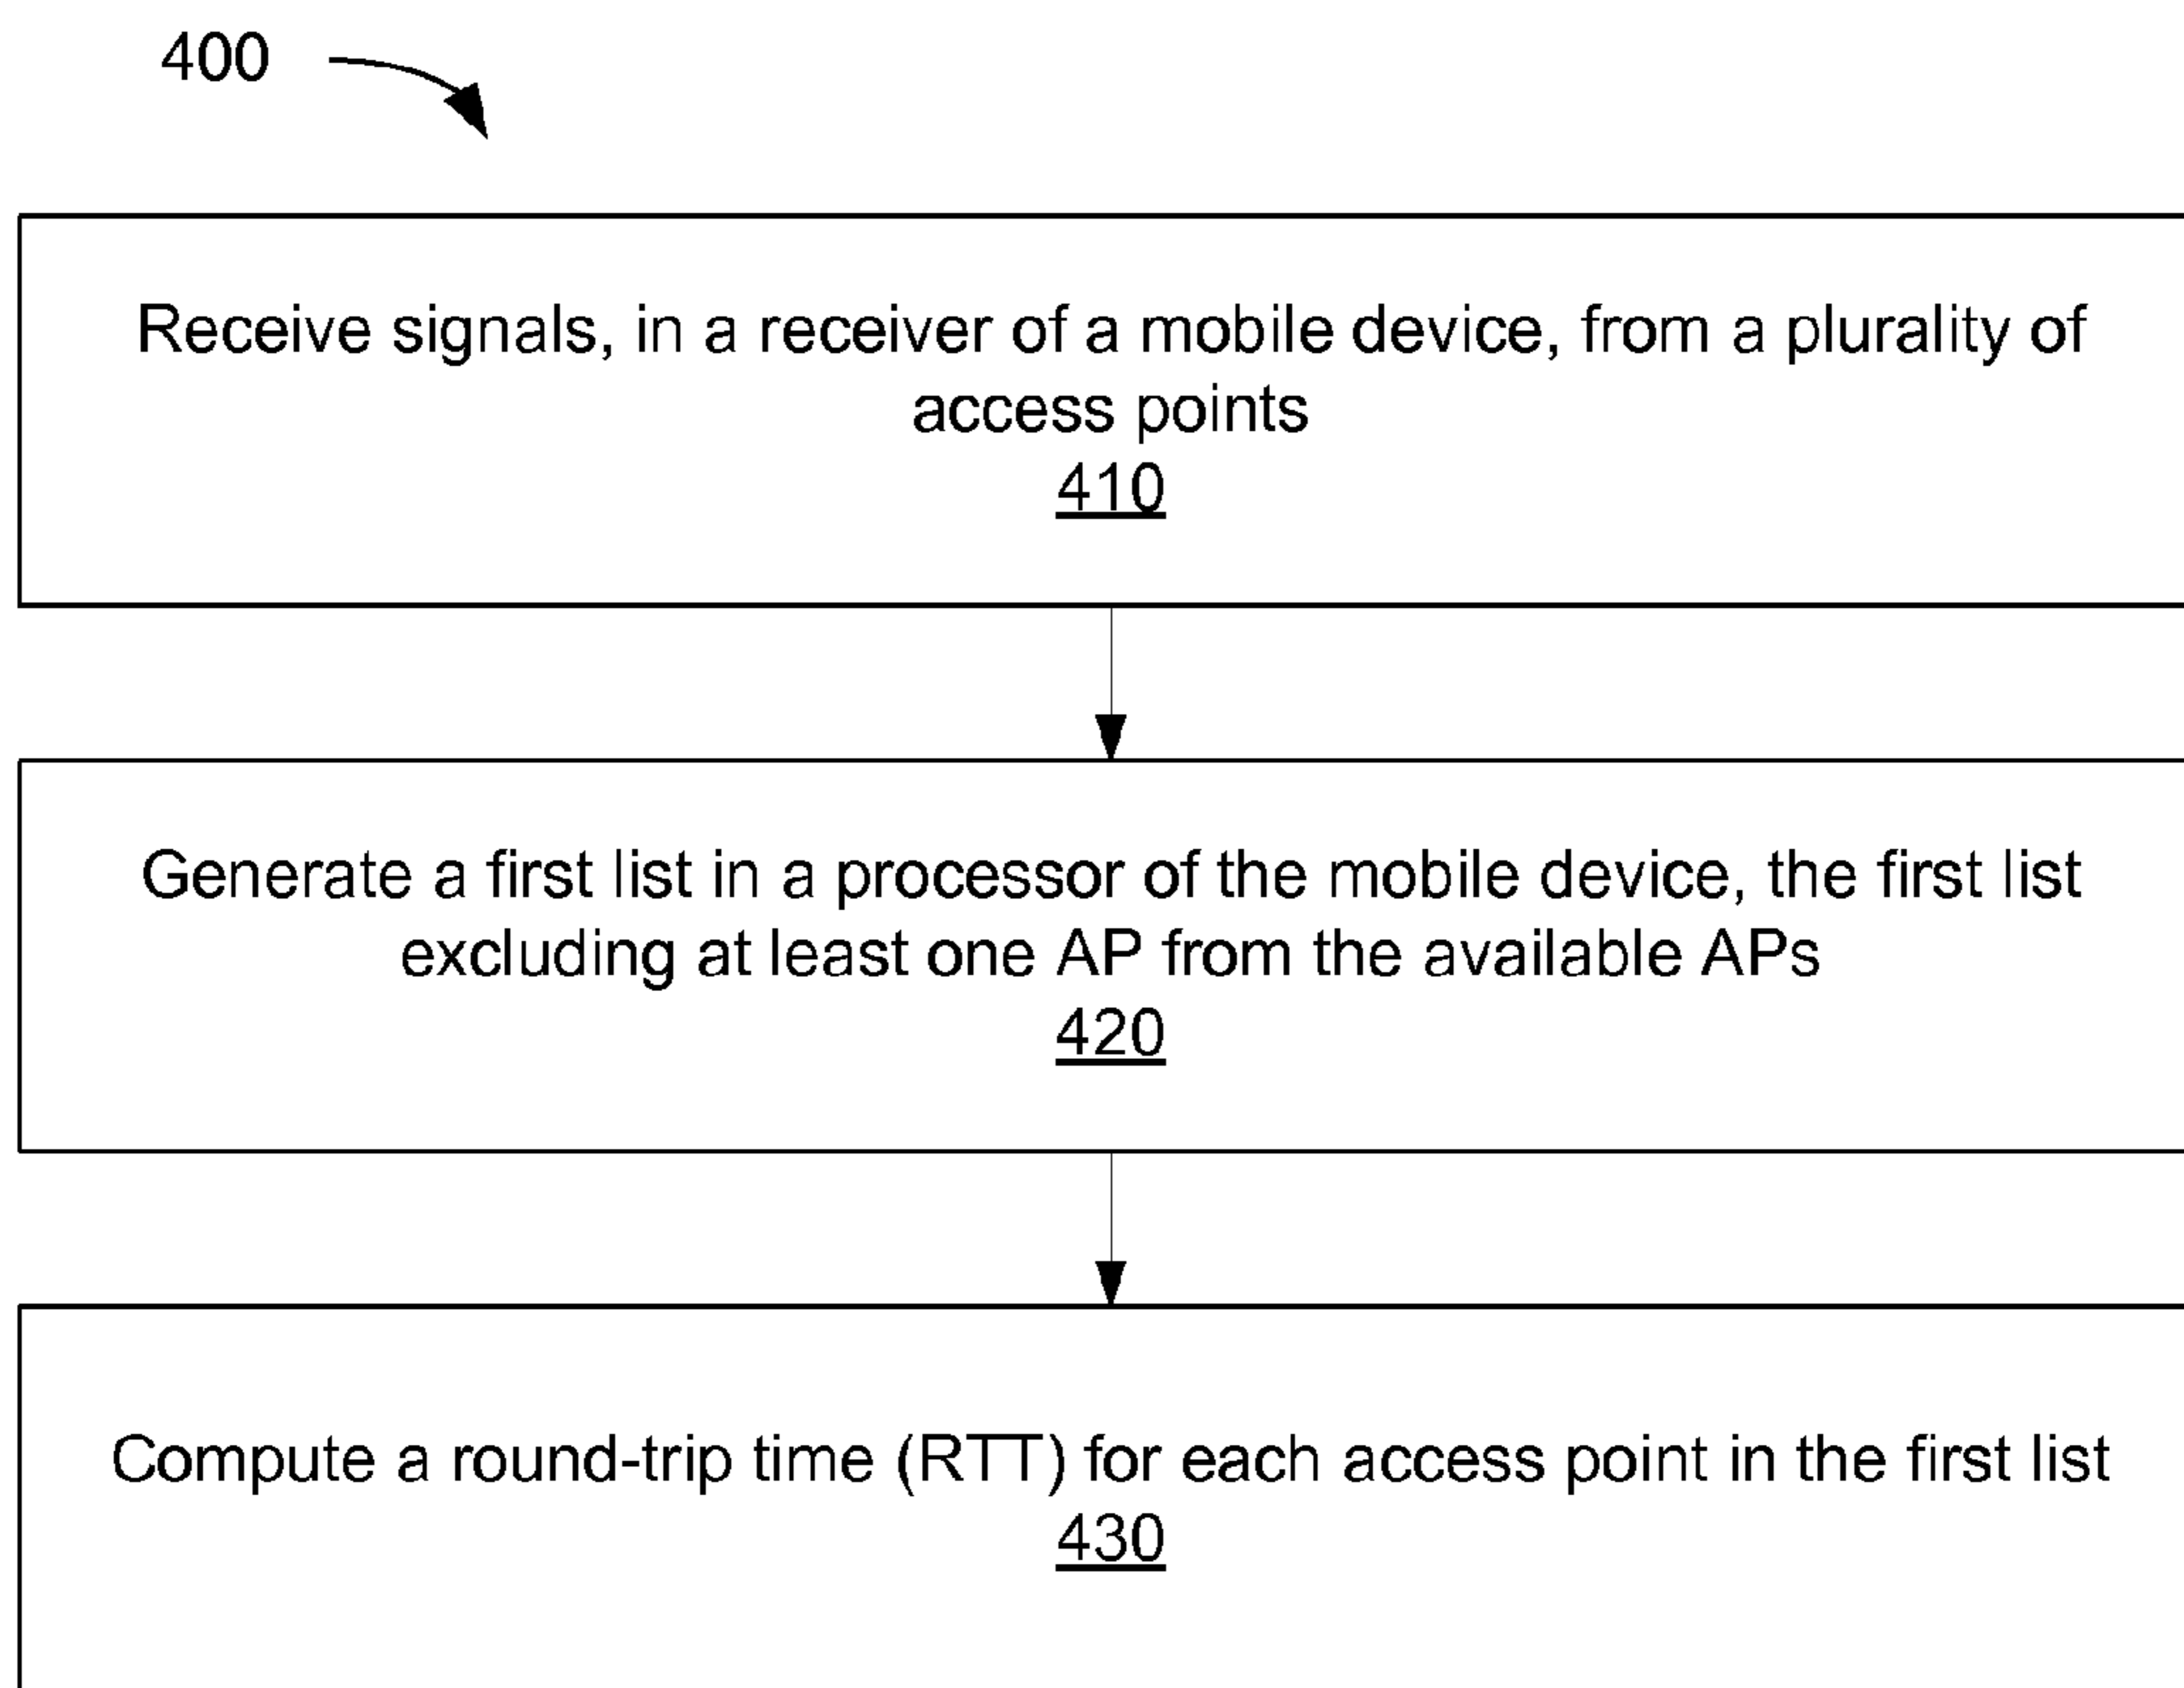 400
Receive signals, in a receiver of a mobile device, from a plurality of
access points
410
Generate a first list in a processor of the mobile device, the first list
excluding at least one AP from the available APs
420
Compute a round-trip time (RTT) for each access point in the first list
430